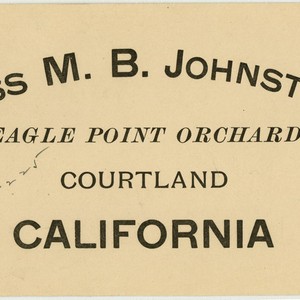 SS M. B. JOHNST
EAGLE POINT ORCHARD
COURTLAND
CALIFORNIA